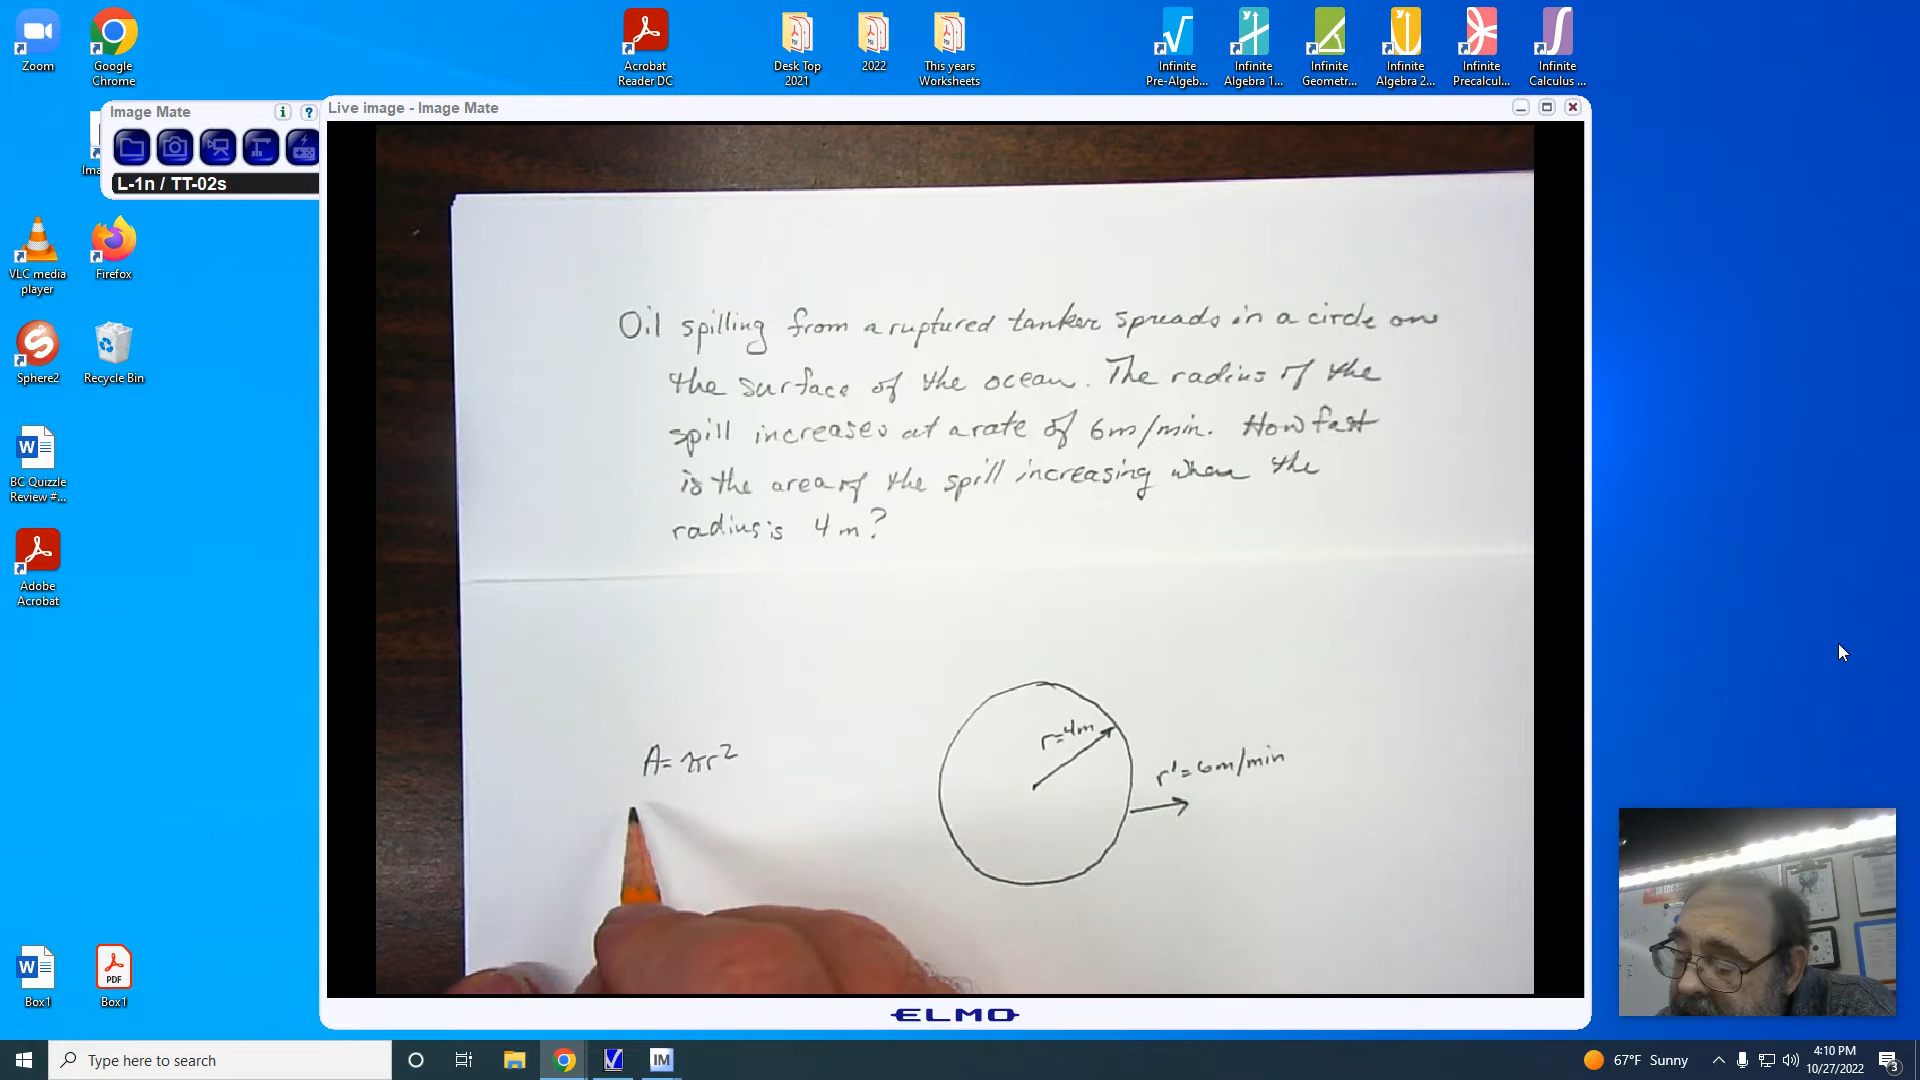 Zoom
Google Chrome
Acrobat Reader DC
Desk Top 2021
2022
This years Worksheets
Infinite Pre-Algeb...
Infinite Algebra 1...
Infinite Geometr...
Infinite Algebra 2...
Infinite Precalcul...
Infinite Calculus ...
Image Mate
Live image - Image Mate
L-1n / TT-02s
Ima
VLC media player
Firefox
Sphere2
Recycle Bin
BC Quizzle Review #...
Adobe Acrobat
Oil spilling from a ruptured tanker spreads in a circle on
the surface of the ocean. The radius of the
spill increases at a rate of 6m/min. How fast
is the area of the spill increasing when the
radius is 4m?
r=4m
A=πr²
r'=6m/min
Box1
PDF
Box1
ELMO
Type here to search
IM
67°F Sunny
4:10 PM
10/27/2022
3